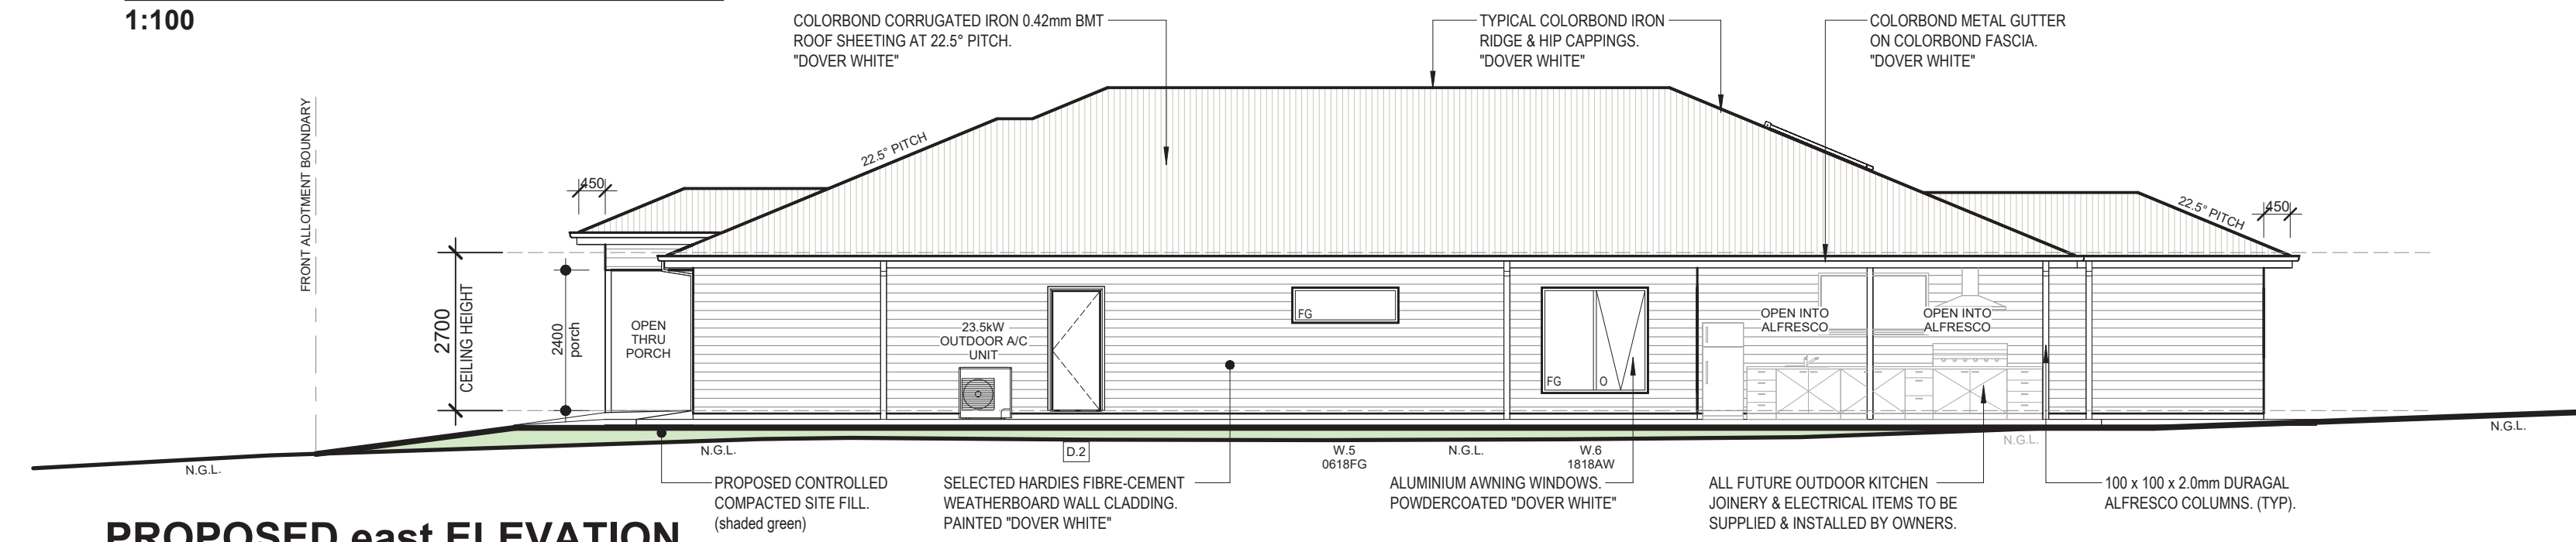 1:100
COLORBOND CORRUGATED IRON 0.42mm BMT
ROOF SHEETING AT 22.5° PITCH.
"DOVER WHITE"
TYPICAL COLORBOND IRON
RIDGE & HIP CAPPINGS.
"DOVER WHITE"
COLORBOND METAL GUTTER
ON COLORBOND FASCIA.
"DOVER WHITE"
FRONT ALLOTMENT BOUNDARY
22.5° PITCH
450
22.5° PITCH
450
2700
CEILING HEIGHT
2400
porch
OPEN
THRU
PORCH
23.5kW
OUTDOOR A/C
UNIT
FG
FG
O
OPEN INTO
ALFRESCO
OPEN INTO
ALFRESCO
N.G.L.
N.G.L.
D.2
W.5
0618FG
N.G.L.
W.6
1818AW
N.G.L.
N.G.L.
PROPOSED CONTROLLED
COMPACTED SITE FILL.
(shaded green)
SELECTED HARDIES FIBRE-CEMENT
WEATHERBOARD WALL CLADDING.
PAINTED "DOVER WHITE"
ALUMINIUM AWNING WINDOWS.
POWDERCOATED "DOVER WHITE"
ALL FUTURE OUTDOOR KITCHEN
JOINERY & ELECTRICAL ITEMS TO BE
SUPPLIED & INSTALLED BY OWNERS.
100 x 100 x 2.0mm DURAGAL
ALFRESCO COLUMNS. (TYP).
PROPOSED east ELEVATION